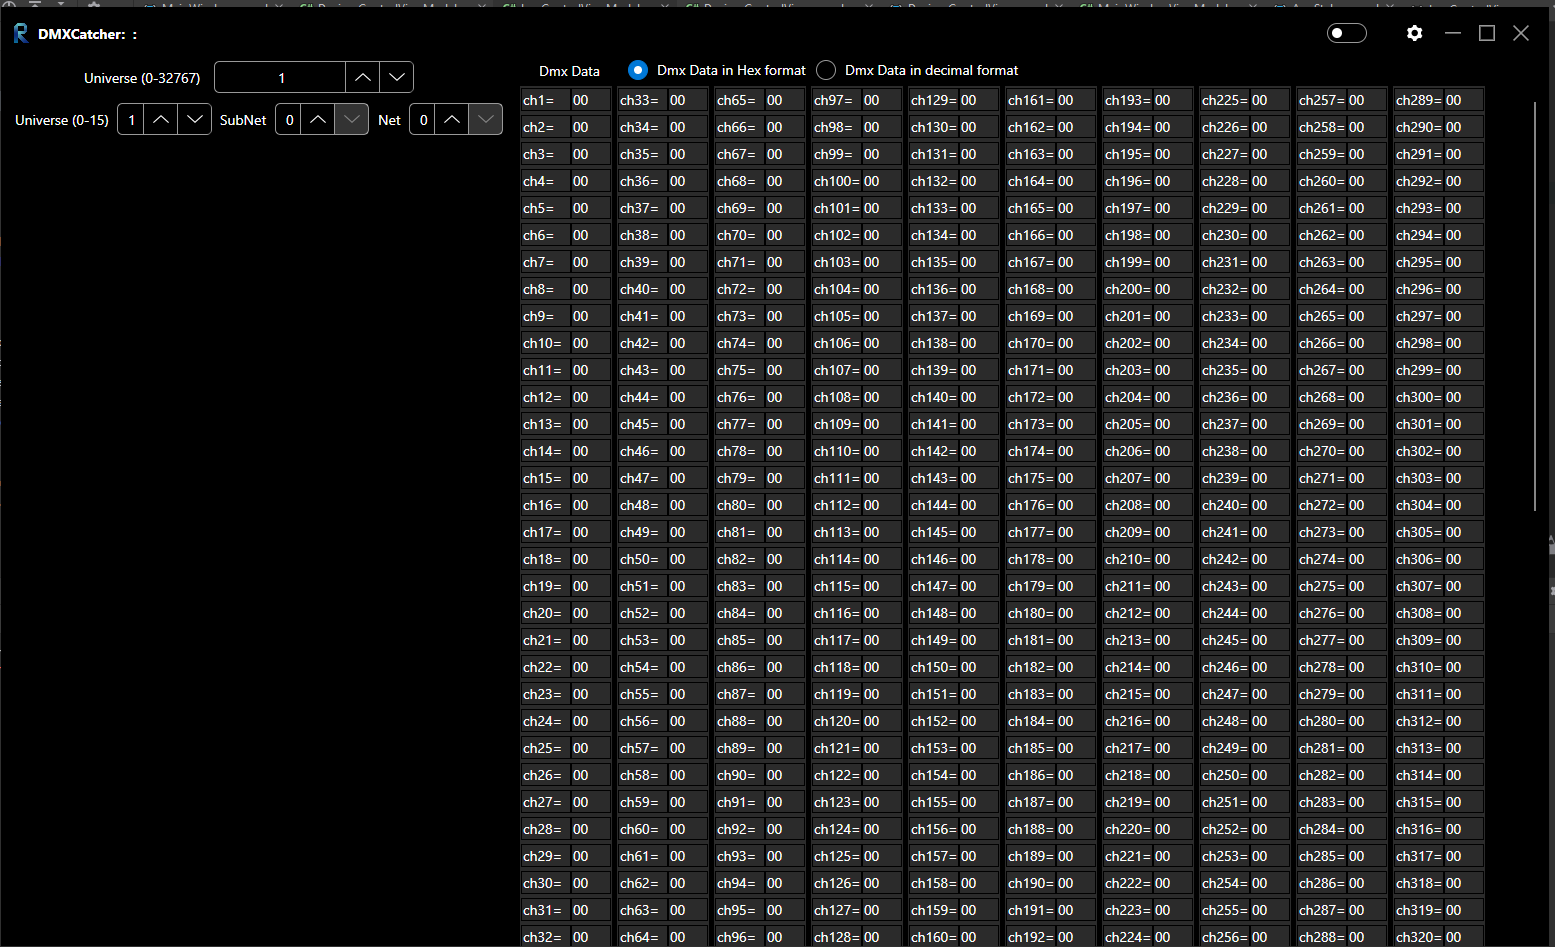 DMXCatcher: :
Universe (0-32767) 1
Universe (0-15) 1 SubNet 0 Net 0
Dmx Data Dmx Data in Hex format Dmx Data in decimal format
ch1= 00 ch33= 00 ch65= 00 ch97= 00 ch129= 00 ch161= 00 ch193= 00 ch225= 00 ch257= 00 ch289= 00
ch2= 00 ch34= 00 ch66= 00 ch98= 00 ch130= 00 ch162= 00 ch194= 00 ch226= 00 ch258= 00 ch290= 00
ch3= 00 ch35= 00 ch67= 00 ch99= 00 ch131= 00 ch163= 00 ch195= 00 ch227= 00 ch259= 00 ch291= 00
ch4= 00 ch36= 00 ch68= 00 ch100= 00 ch132= 00 ch164= 00 ch196= 00 ch228= 00 ch260= 00 ch292= 00
ch5= 00 ch37= 00 ch69= 00 ch101= 00 ch133= 00 ch165= 00 ch197= 00 ch229= 00 ch261= 00 ch293= 00
ch6= 00 ch38= 00 ch70= 00 ch102= 00 ch134= 00 ch166= 00 ch198= 00 ch230= 00 ch262= 00 ch294= 00
ch7= 00 ch39= 00 ch71= 00 ch103= 00 ch135= 00 ch167= 00 ch199= 00 ch231= 00 ch263= 00 ch295= 00
ch8= 00 ch40= 00 ch72= 00 ch104= 00 ch136= 00 ch168= 00 ch200= 00 ch232= 00 ch264= 00 ch296= 00
ch9= 00 ch41= 00 ch73= 00 ch105= 00 ch137= 00 ch169= 00 ch201= 00 ch233= 00 ch265= 00 ch297= 00
ch10= 00 ch42= 00 ch74= 00 ch106= 00 ch138= 00 ch170= 00 ch202= 00 ch234= 00 ch266= 00 ch298= 00
ch11= 00 ch43= 00 ch75= 00 ch107= 00 ch139= 00 ch171= 00 ch203= 00 ch235= 00 ch267= 00 ch299= 00
ch12= 00 ch44= 00 ch76= 00 ch108= 00 ch140= 00 ch172= 00 ch204= 00 ch236= 00 ch268= 00 ch300= 00
ch13= 00 ch45= 00 ch77= 00 ch109= 00 ch141= 00 ch173= 00 ch205= 00 ch237= 00 ch269= 00 ch301= 00
ch14= 00 ch46= 00 ch78= 00 ch110= 00 ch142= 00 ch174= 00 ch206= 00 ch238= 00 ch270= 00 ch302= 00
ch15= 00 ch47= 00 ch79= 00 ch111= 00 ch143= 00 ch175= 00 ch207= 00 ch239= 00 ch271= 00 ch303= 00
ch16= 00 ch48= 00 ch80= 00 ch112= 00 ch144= 00 ch176= 00 ch208= 00 ch240= 00 ch272= 00 ch304= 00
ch17= 00 ch49= 00 ch81= 00 ch113= 00 ch145= 00 ch177= 00 ch209= 00 ch241= 00 ch273= 00 ch305= 00
ch18= 00 ch50= 00 ch82= 00 ch114= 00 ch146= 00 ch178= 00 ch210= 00 ch242= 00 ch274= 00 ch306= 00
ch19= 00 ch51= 00 ch83= 00 ch115= 00 ch147= 00 ch179= 00 ch211= 00 ch243= 00 ch275= 00 ch307= 00
ch20= 00 ch52= 00 ch84= 00 ch116= 00 ch148= 00 ch180= 00 ch212= 00 ch244= 00 ch276= 00 ch308= 00
ch21= 00 ch53= 00 ch85= 00 ch117= 00 ch149= 00 ch181= 00 ch213= 00 ch245= 00 ch277= 00 ch309= 00
ch22= 00 ch54= 00 ch86= 00 ch118= 00 ch150= 00 ch182= 00 ch214= 00 ch246= 00 ch278= 00 ch310= 00
ch23= 00 ch55= 00 ch87= 00 ch119= 00 ch151= 00 ch183= 00 ch215= 00 ch247= 00 ch279= 00 ch311= 00
ch24= 00 ch56= 00 ch88= 00 ch120= 00 ch152= 00 ch184= 00 ch216= 00 ch248= 00 ch280= 00 ch312= 00
ch25= 00 ch57= 00 ch89= 00 ch121= 00 ch153= 00 ch185= 00 ch217= 00 ch249= 00 ch281= 00 ch313= 00
ch26= 00 ch58= 00 ch90= 00 ch122= 00 ch154= 00 ch186= 00 ch218= 00 ch250= 00 ch282= 00 ch314= 00
ch27= 00 ch59= 00 ch91= 00 ch123= 00 ch155= 00 ch187= 00 ch219= 00 ch251= 00 ch283= 00 ch315= 00
ch28= 00 ch60= 00 ch92= 00 ch124= 00 ch156= 00 ch188= 00 ch220= 00 ch252= 00 ch284= 00 ch316= 00
ch29= 00 ch61= 00 ch93= 00 ch125= 00 ch157= 00 ch189= 00 ch221= 00 ch253= 00 ch285= 00 ch317= 00
ch30= 00 ch62= 00 ch94= 00 ch126= 00 ch158= 00 ch190= 00 ch222= 00 ch254= 00 ch286= 00 ch318= 00
ch31= 00 ch63= 00 ch95= 00 ch127= 00 ch159= 00 ch191= 00 ch223= 00 ch255= 00 ch287= 00 ch319= 00
ch32= 00 ch64= 00 ch96= 00 ch128= 00 ch160= 00 ch192= 00 ch224= 00 ch256= 00 ch288= 00 ch320= 00